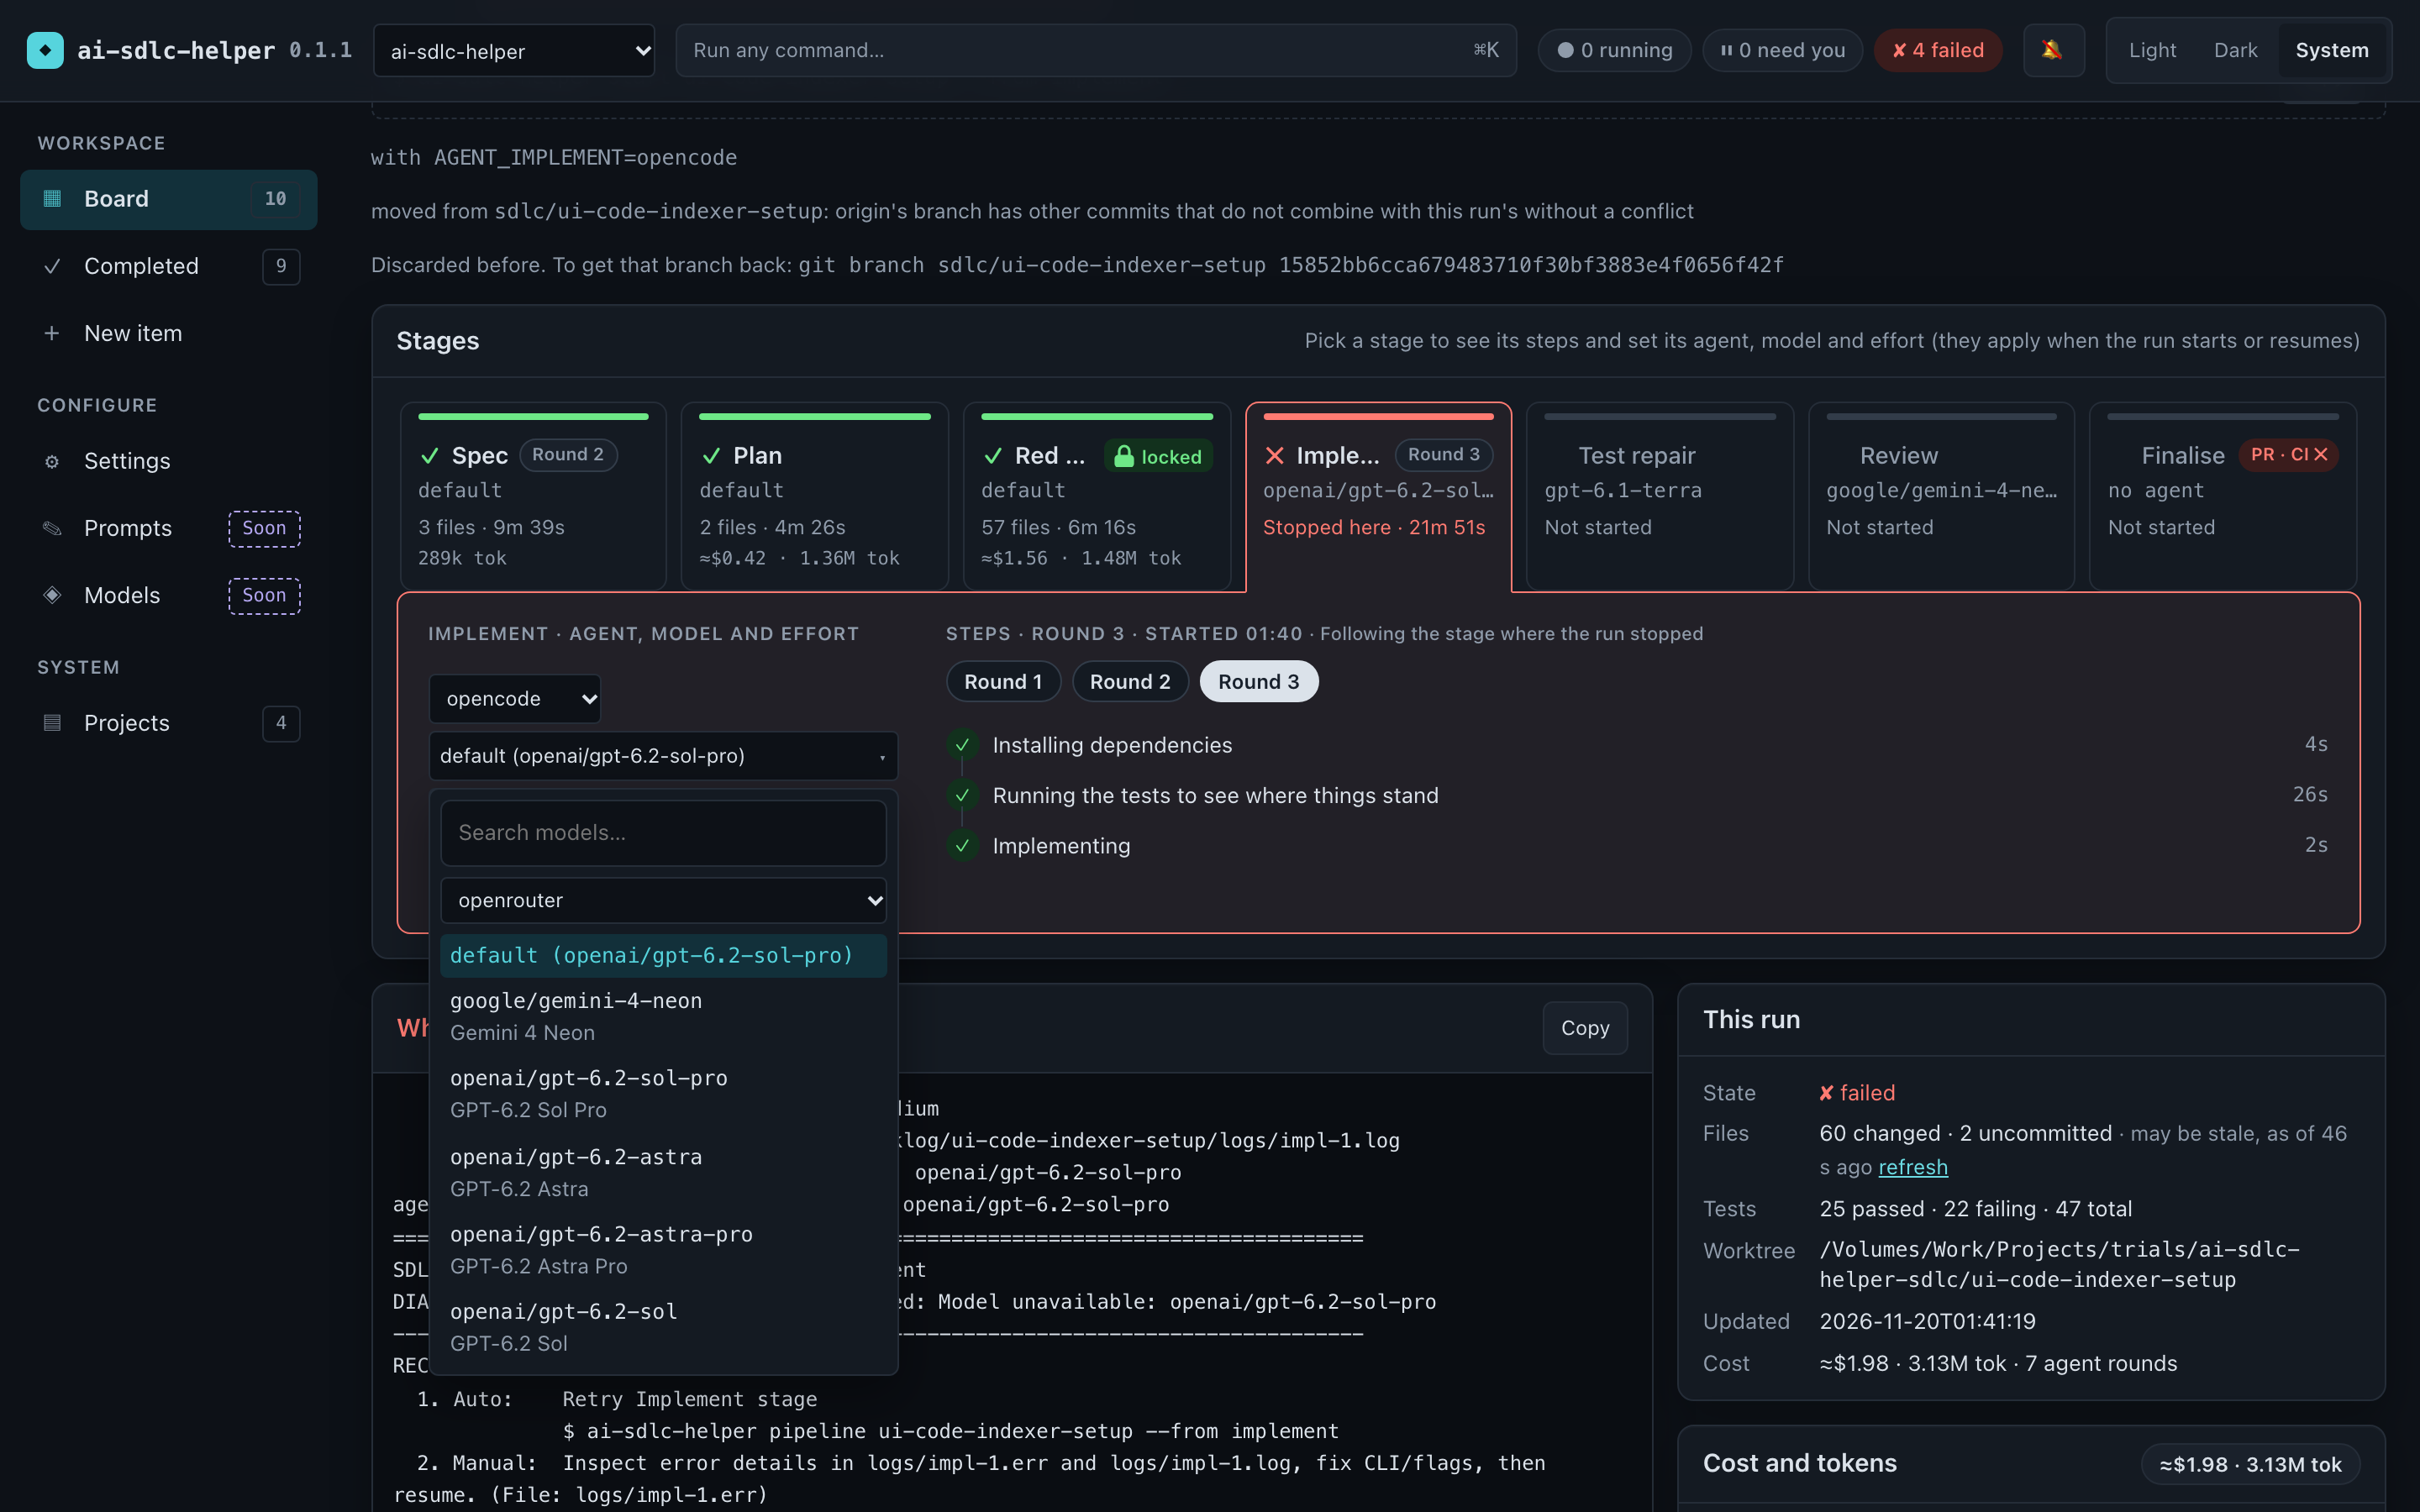 ai-sdlc-helper 0.1.1
ai-sdlc-helper
Run any command...
⌘K
0 running
0 need you
✘ 4 failed
Light
Dark
System
WORKSPACE
Board
10
Completed
9
New item
CONFIGURE
Settings
Prompts
Soon
Models
Soon
SYSTEM
Projects
4
with AGENT_IMPLEMENT=opencode
moved from sdlc/ui-code-indexer-setup: origin's branch has other commits that do not combine with this run's without a conflict
Discarded before. To get that branch back: git branch sdlc/ui-code-indexer-setup 15852bb6cca679483710f30bf3883e4f0656f42f
Stages
Pick a stage to see its steps and set its agent, model and effort (they apply when the run starts or resumes)
Spec
Round 2
default
3 files · 9m 39s
289k tok
Plan
default
2 files · 4m 26s
≈$0.42 · 1.36M tok
Red ...
locked
default
57 files · 6m 16s
≈$1.56 · 1.48M tok
Imple...
Round 3
openai/gpt-6.2-sol…
Stopped here · 21m 51s
Test repair
gpt-6.1-terra
Not started
Review
google/gemini-4-ne…
Not started
Finalise
PR · CI ✕
no agent
Not started
IMPLEMENT · AGENT, MODEL AND EFFORT
opencode
default (openai/gpt-6.2-sol-pro)
Search models...
openrouter
default (openai/gpt-6.2-sol-pro)
google/gemini-4-neon
Gemini 4 Neon
openai/gpt-6.2-sol-pro
GPT-6.2 Sol Pro
openai/gpt-6.2-astra
GPT-6.2 Astra
openai/gpt-6.2-astra-pro
GPT-6.2 Astra Pro
openai/gpt-6.2-sol
GPT-6.2 Sol
STEPS · ROUND 3 · STARTED 01:40 · Following the stage where the run stopped
Round 1
Round 2
Round 3
Installing dependencies
4s
Running the tests to see where things stand
26s
Implementing
2s
Copy
log/ui-code-indexer-setup/logs/impl-1.log
openai/gpt-6.2-sol-pro
openai/gpt-6.2-sol-pro
====================================
Model unavailable: openai/gpt-6.2-sol-pro
1. Auto: Retry Implement stage
$ ai-sdlc-helper pipeline ui-code-indexer-setup --from implement
2. Manual: Inspect error details in logs/impl-1.err and logs/impl-1.log, fix CLI/flags, then
resume. (File: logs/impl-1.err)
This run
State
✘ failed
Files
60 changed · 2 uncommitted · may be stale, as of 46
s ago refresh
Tests
25 passed · 22 failing · 47 total
Worktree
/Volumes/Work/Projects/trials/ai-sdlc-
helper-sdlc/ui-code-indexer-setup
Updated
2026-11-20T01:41:19
Cost
≈$1.98 · 3.13M tok · 7 agent rounds
Cost and tokens
≈$1.98 · 3.13M tok